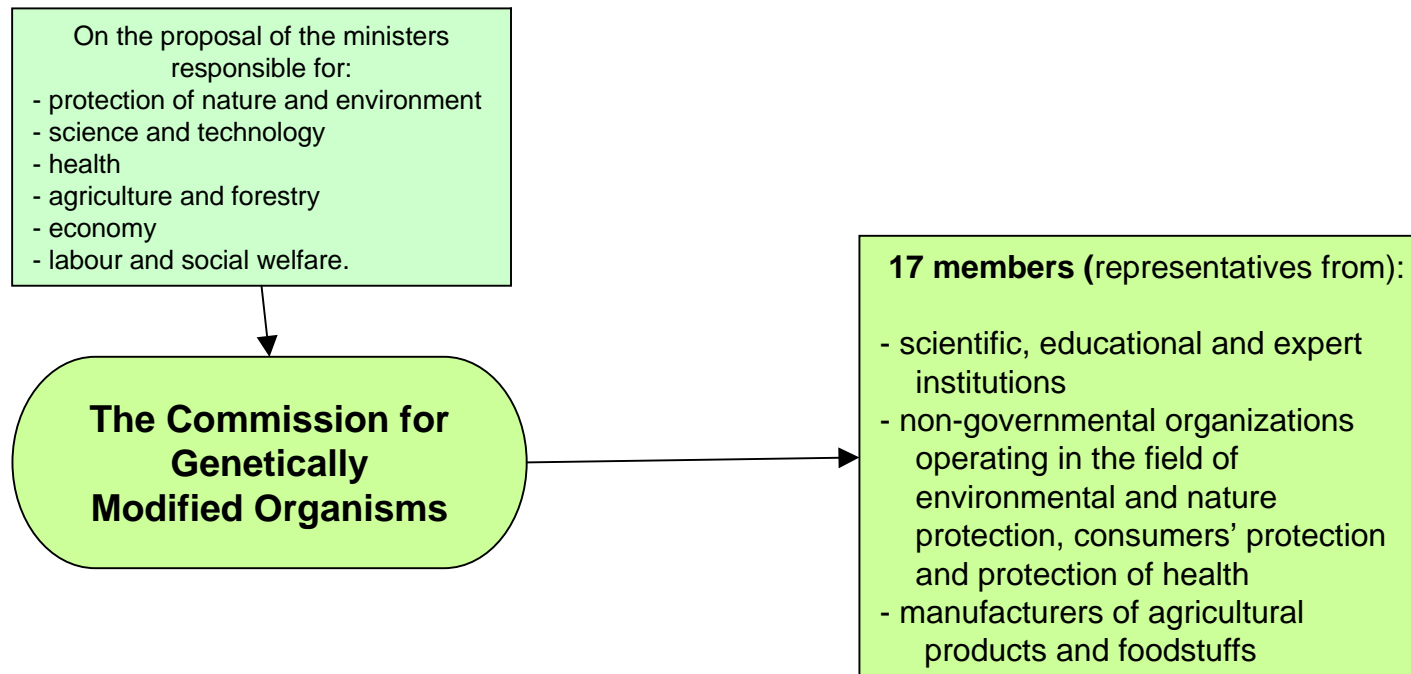 On the proposal of the ministers
responsible for:
- protection of nature and environment
- science and technology
- health
- agriculture and forestry
- economy
- labour and social welfare.
The Commission for
Genetically
Modified Organisms
17 members (representatives from):
- scientific, educational and expert
institutions
- non-governmental organizations
operating in the field of
environmental and nature
protection, consumers’ protection
and protection of health
- manufacturers of agricultural
products and foodstuffs